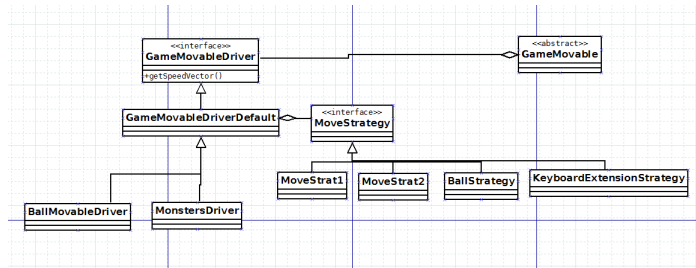 <<interface>>
GameMovableDriver
+getSpeedVector()
<<abstract>>
GameMovable
GameMovableDriverDefault
<<interface>>
MoveStrategy
MoveStrat1
MoveStrat2
BallStrategy
KeyboardExtensionStrategy
BallMovableDriver
MonstersDriver